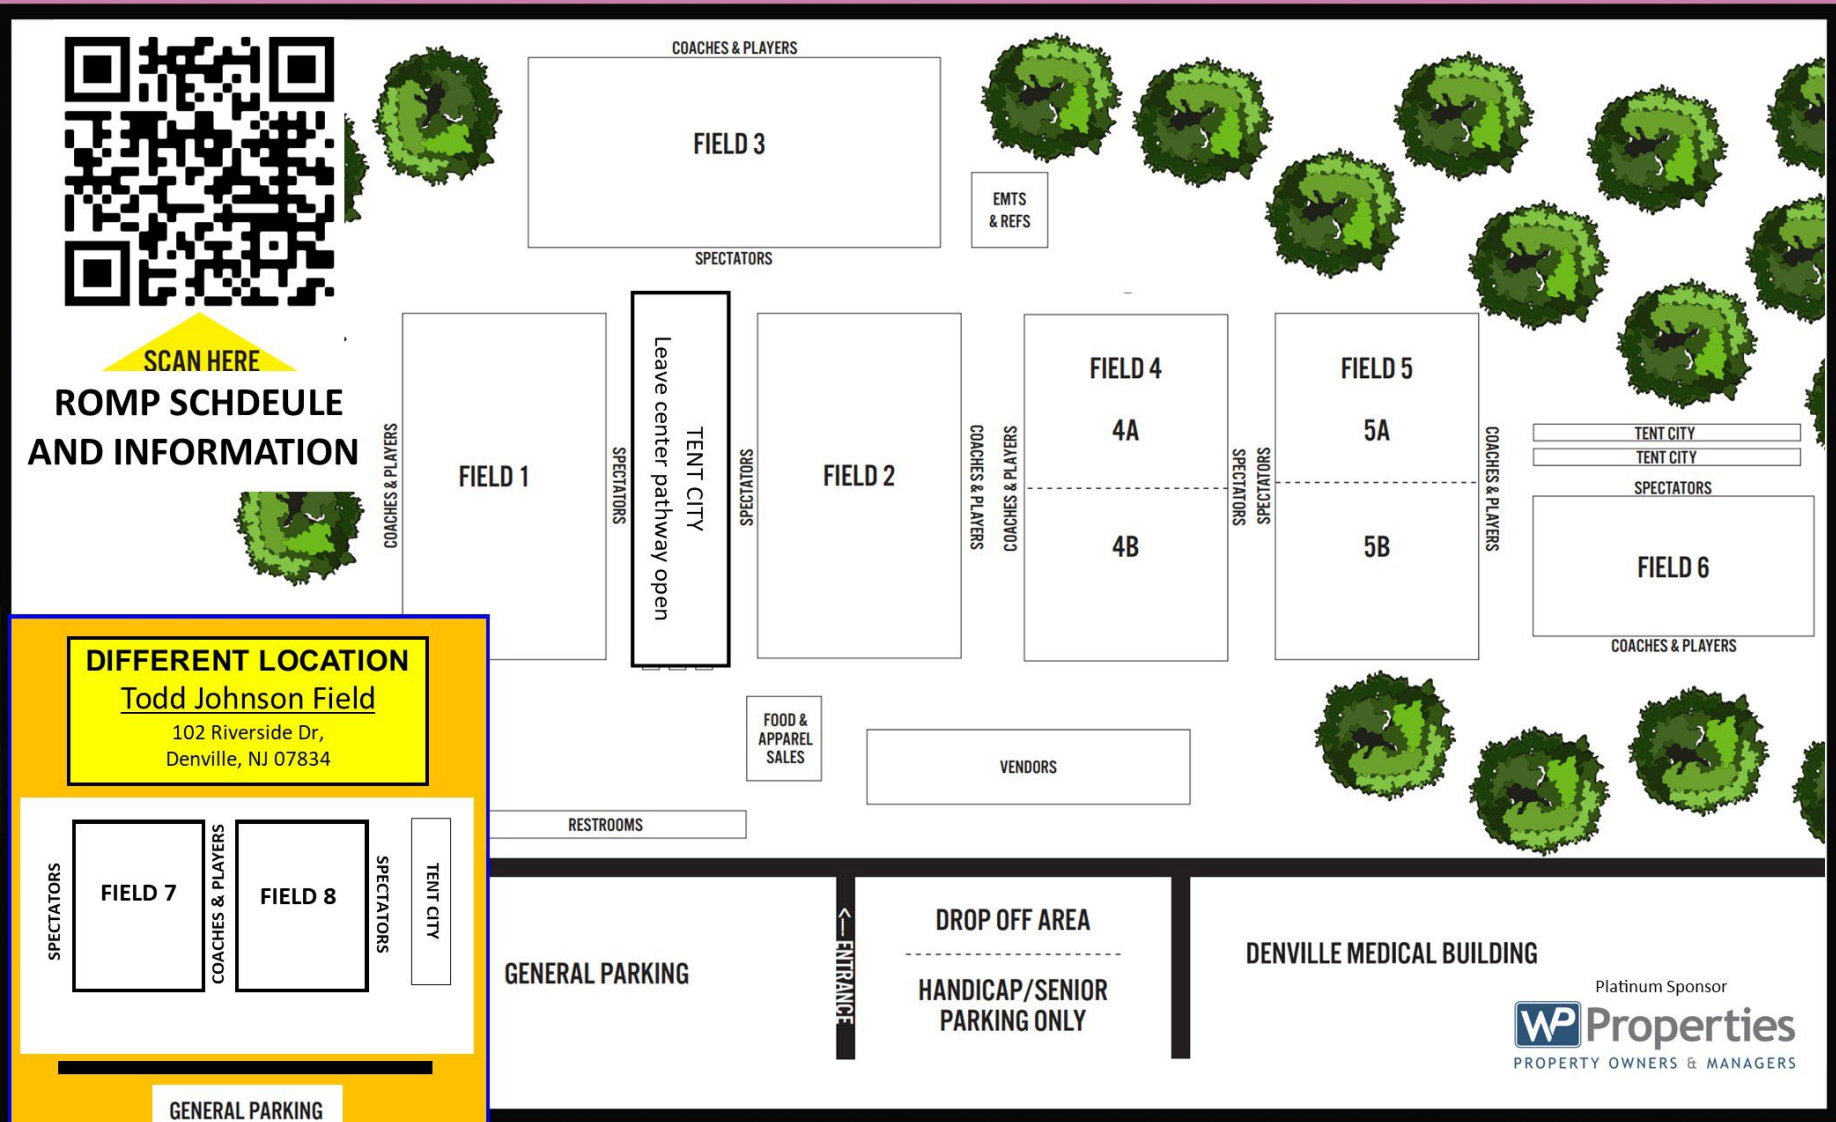 COACHES & PLAYERS
FIELD 3
SPECTATORS
EMTS
& REFS
SCAN HERE
ROMP SCHDEULE
AND INFORMATION
COACHES & PLAYERS
FIELD 1
SPECTATORS
TENT CITY
Leave center pathway open
SPECTATORS
FIELD 2
COACHES & PLAYERS
COACHES & PLAYERS
FIELD 4
4A
4B
SPECTATORS
SPECTATORS
FIELD 5
5A
5B
COACHES & PLAYERS
TENT CITY
TENT CITY
SPECTATORS
FIELD 6
COACHES & PLAYERS
DIFFERENT LOCATION
Todd Johnson Field
102 Riverside Dr,
Denville, NJ 07834
SPECTATORS
FIELD 7
COACHES & PLAYERS
FIELD 8
SPECTATORS
TENT CITY
GENERAL PARKING
FOOD &
APPAREL
SALES
VENDORS
RESTROOMS
GENERAL PARKING
<— ENTRANCE
DROP OFF AREA
HANDICAP/SENIOR
PARKING ONLY
DENVILLE MEDICAL BUILDING
Platinum Sponsor
WP Properties
PROPERTY OWNERS & MANAGERS